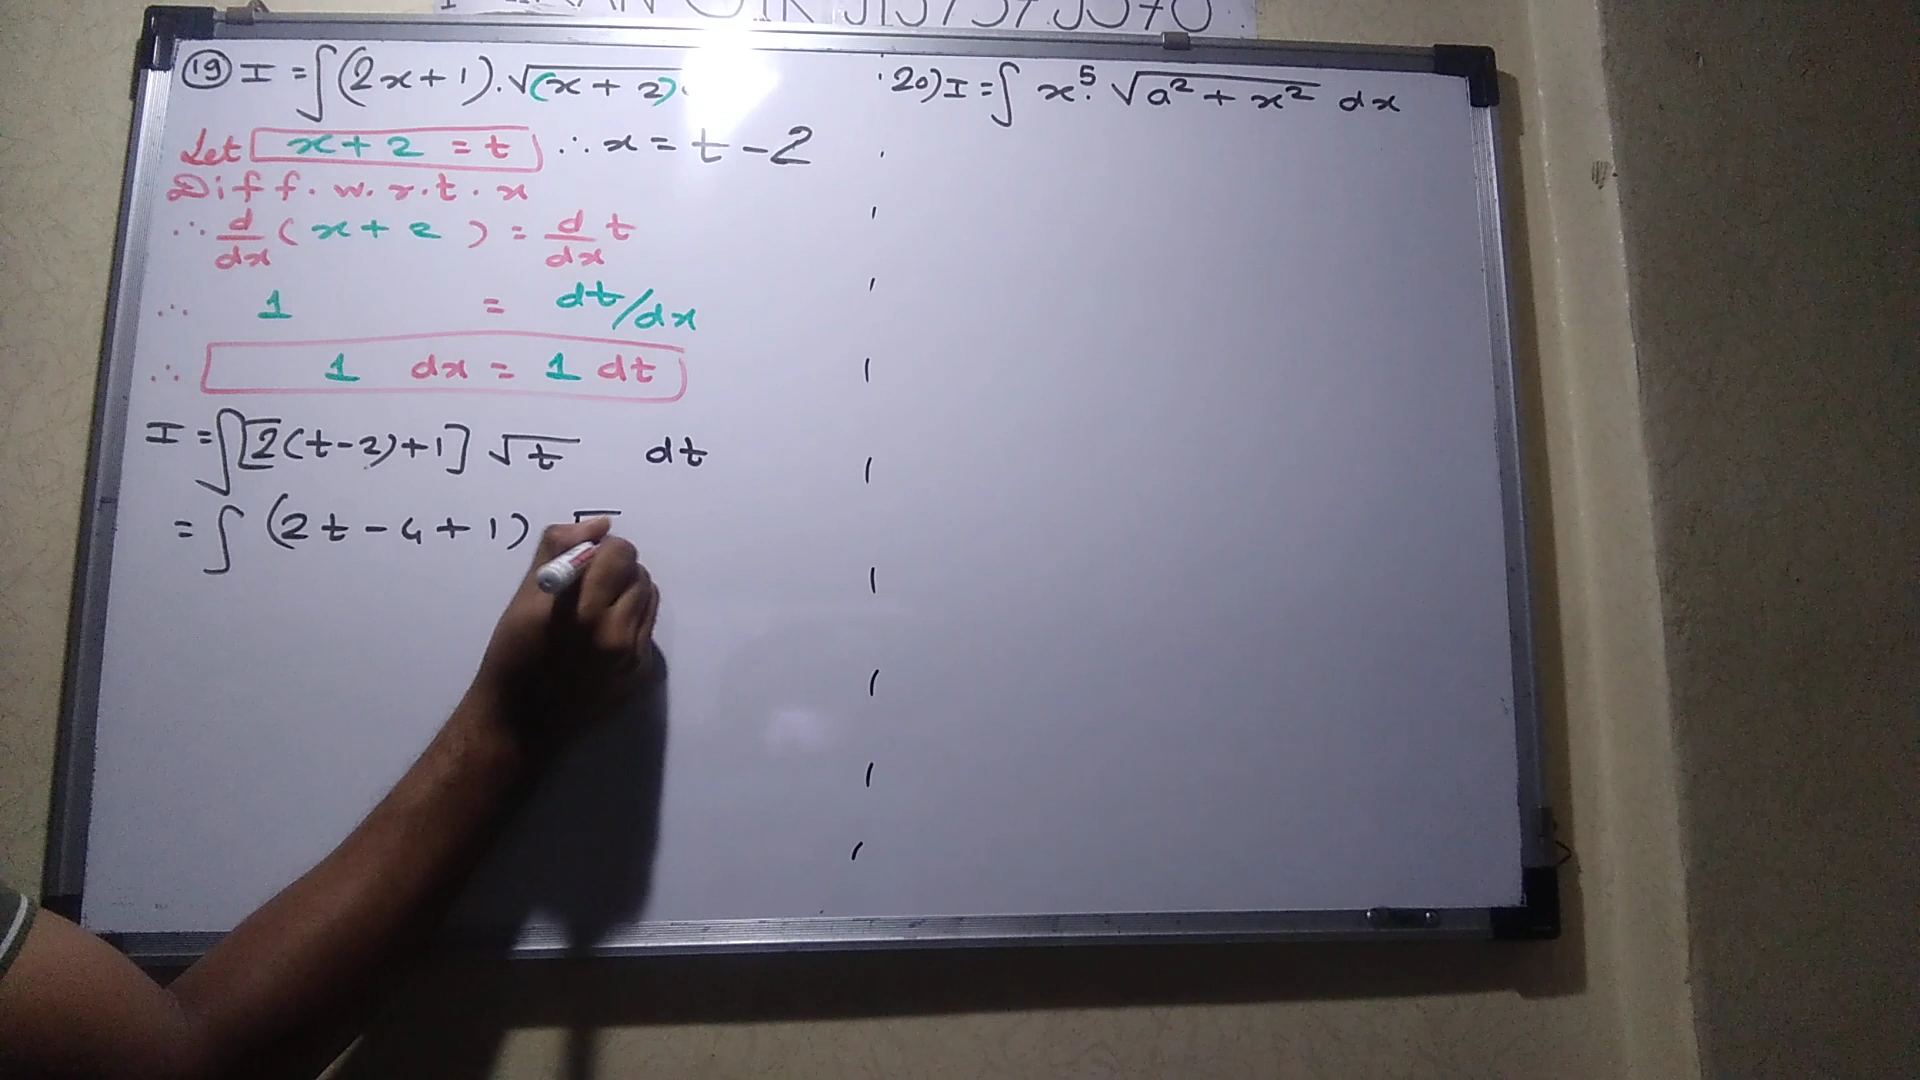 19 I = ∫(2x+1).√(x+2)
Let x+2 = t ∴ x = t-2
Diff. w.r.t. x
∴ d/dx (x+2) = d/dx t
∴ 1 = dt/dx
∴ 1 dx = 1 dt
I = ∫[2(t-2)+1] √t dt
= ∫ (2t-4+1) √
20) I = ∫ x⁵. √a²+x² dx